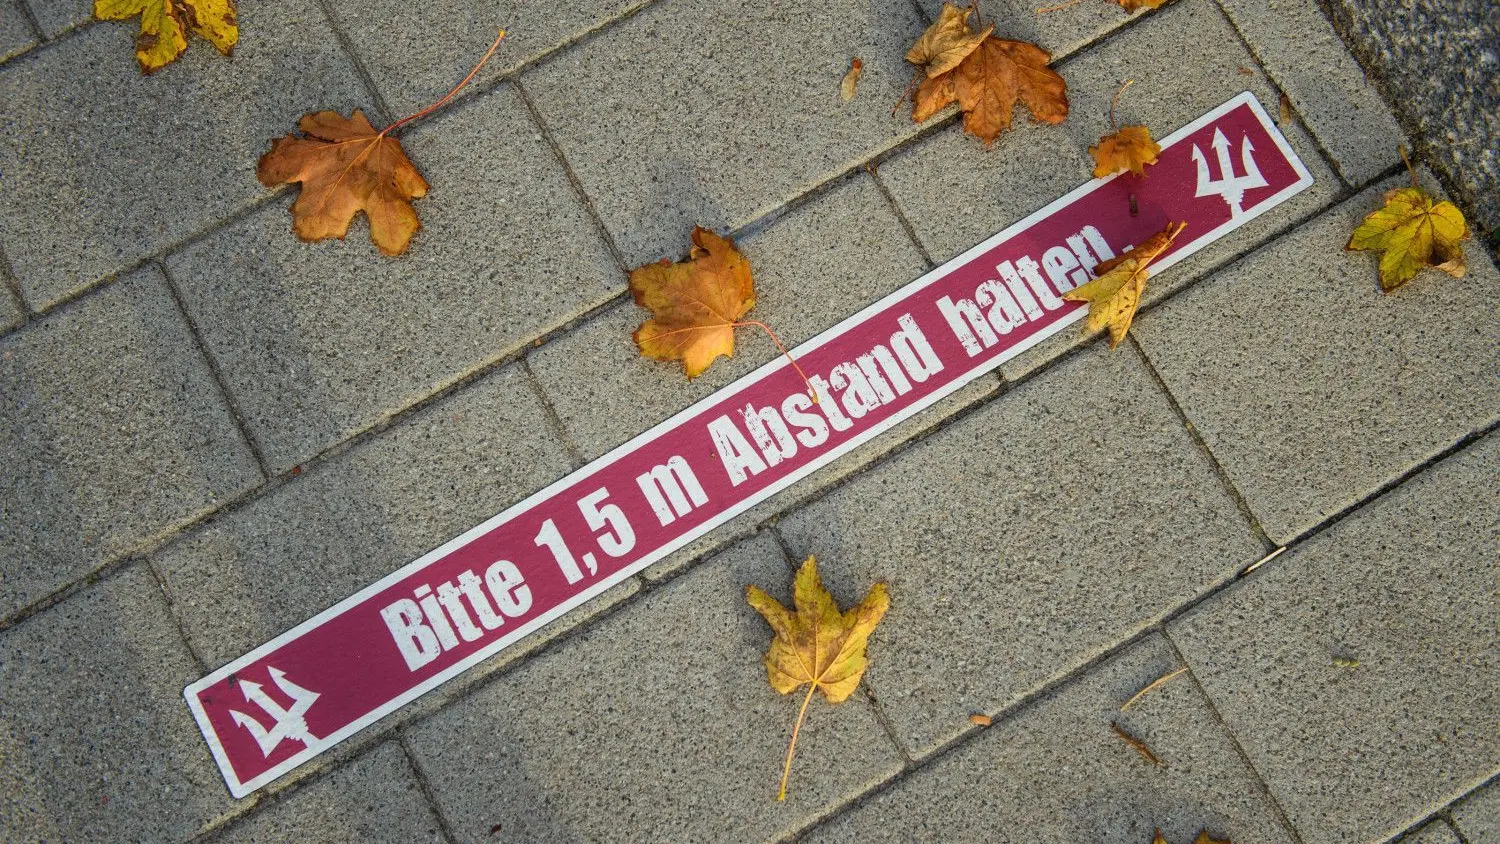 Bitte 1,5 m Abstand halten.